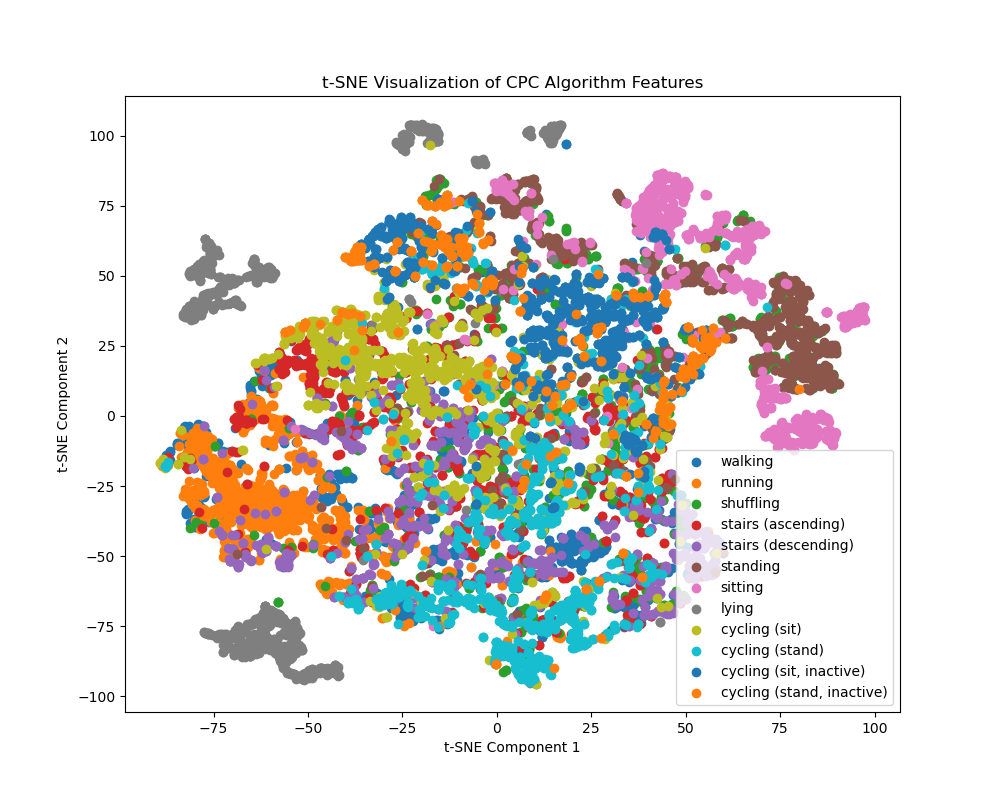 t-SNE Visualization of CPC Algorithm Features
t-SNE Component 2
100
75
50
25
0
−25
−50
−75
−100
−75
−50
−25
0
25
50
75
100
t-SNE Component 1
walking
running
shuffling
stairs (ascending)
stairs (descending)
standing
sitting
lying
cycling (sit)
cycling (stand)
cycling (sit, inactive)
cycling (stand, inactive)